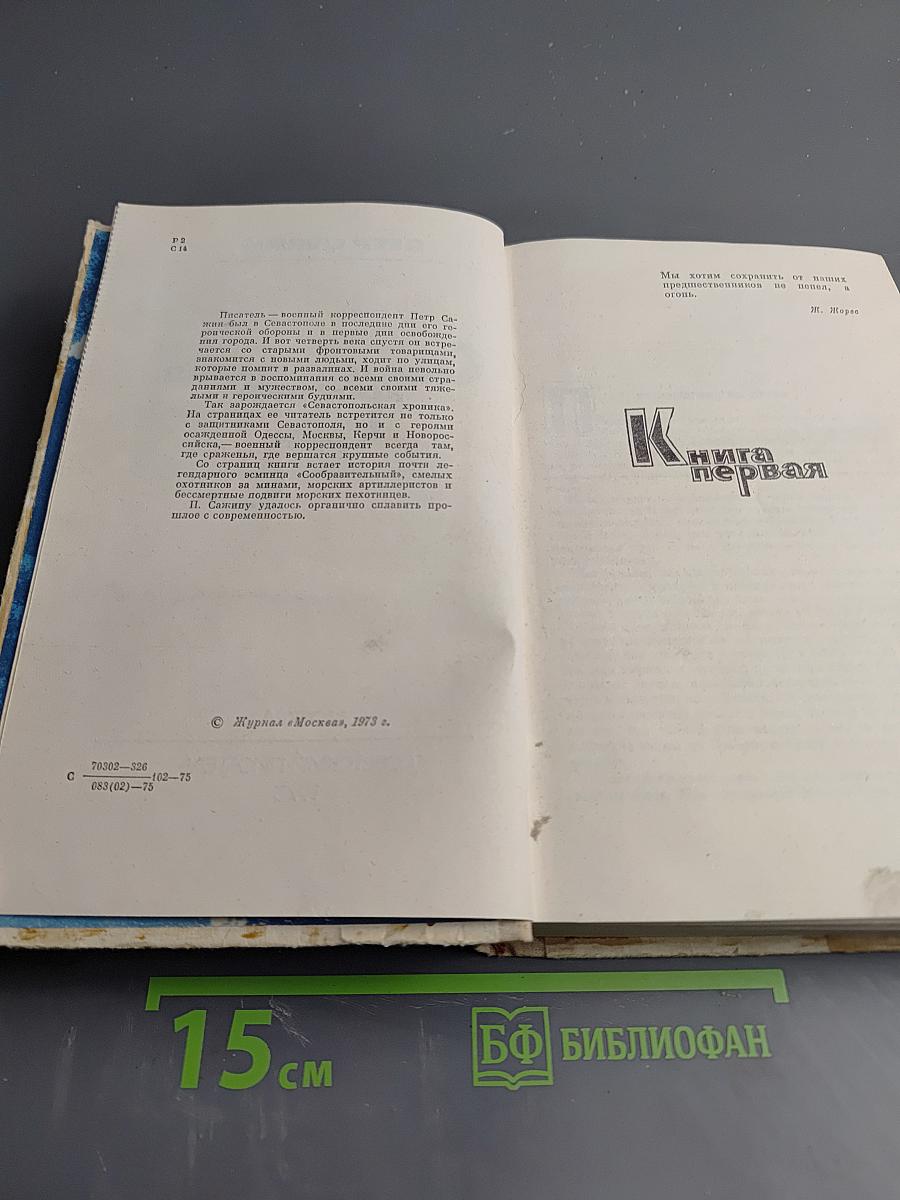 Р 2
С 14
Писатель — военный корреспондент Петр Са-
жин был в Севастополе в последние дни его ге-
роической обороны и в первые дни освобожде-
ния города. И вот четверть века спустя он встре-
чается со старыми фронтовыми товарищами,
знакомится с новыми людьми, ходит по улицам,
которые помнит в развалинах. И война невольно
врывается в воспоминания со всеми своими стра-
даниями и мужеством, со всеми своими тяже-
лыми и героическими буднями.
Так зарождается «Севастопольская хроника».
На страницах ее читатель встретится не только
с защитниками Севастополя, но и с героями
осажденной Одессы, Москвы, Керчи и Новорос-
сийска,— военный корреспондент всегда там,
где сраженья, где вершатся крупные события.
Со страниц книги встает история почти ле-
гендарного эсминца «Сообразительный», смелых
охотников за минами, морских артиллеристов и
бессмертные подвиги морских пехотинцев.
П. Сажину удалось органично сплавить про-
шлое с современностью.
© Журнал «Москва», 1973 г.
С 70302—326
083(02)—75 102—75
Мы хотим сохранить от наших
предшественников не пепел, а
огонь.
Ж. Жорес
Книга
первая
15 см
БФ БИБЛИОФАН